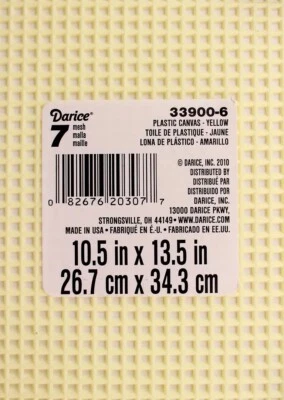 Darice®
33900-6
7 mesh
malla
maille
PLASTIC CANVAS - YELLOW
TOILE DE PLASTIQUE - JAUNE
LONA DE PLÁSTICO - AMARILLO
© DARICE, INC. 2010
DISTRIBUTED BY
DISTRIBUÉ PAR
DISTRIBUIDO POR
DARICE, INC.
13000 DARICE PKWY,
0 82676 20307 7
STRONGSVILLE, OH 44149 • WWW.DARICE.COM
MADE IN USA • FABRIQUÉ EN É.-U. • FABRICADO EN EE.UU.
10.5 in x 13.5 in
26.7 cm x 34.3 cm